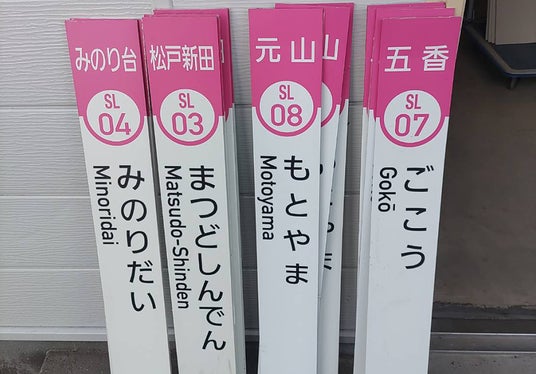 みのり台
SL
04
みのりだい
Minoridai
松戸新田
SL
03
まつどしんでん
Matsudo-Shinden
元山
SL
08
もとやま
Motoyama
山
五香
SL
07
ごこう
Gokō